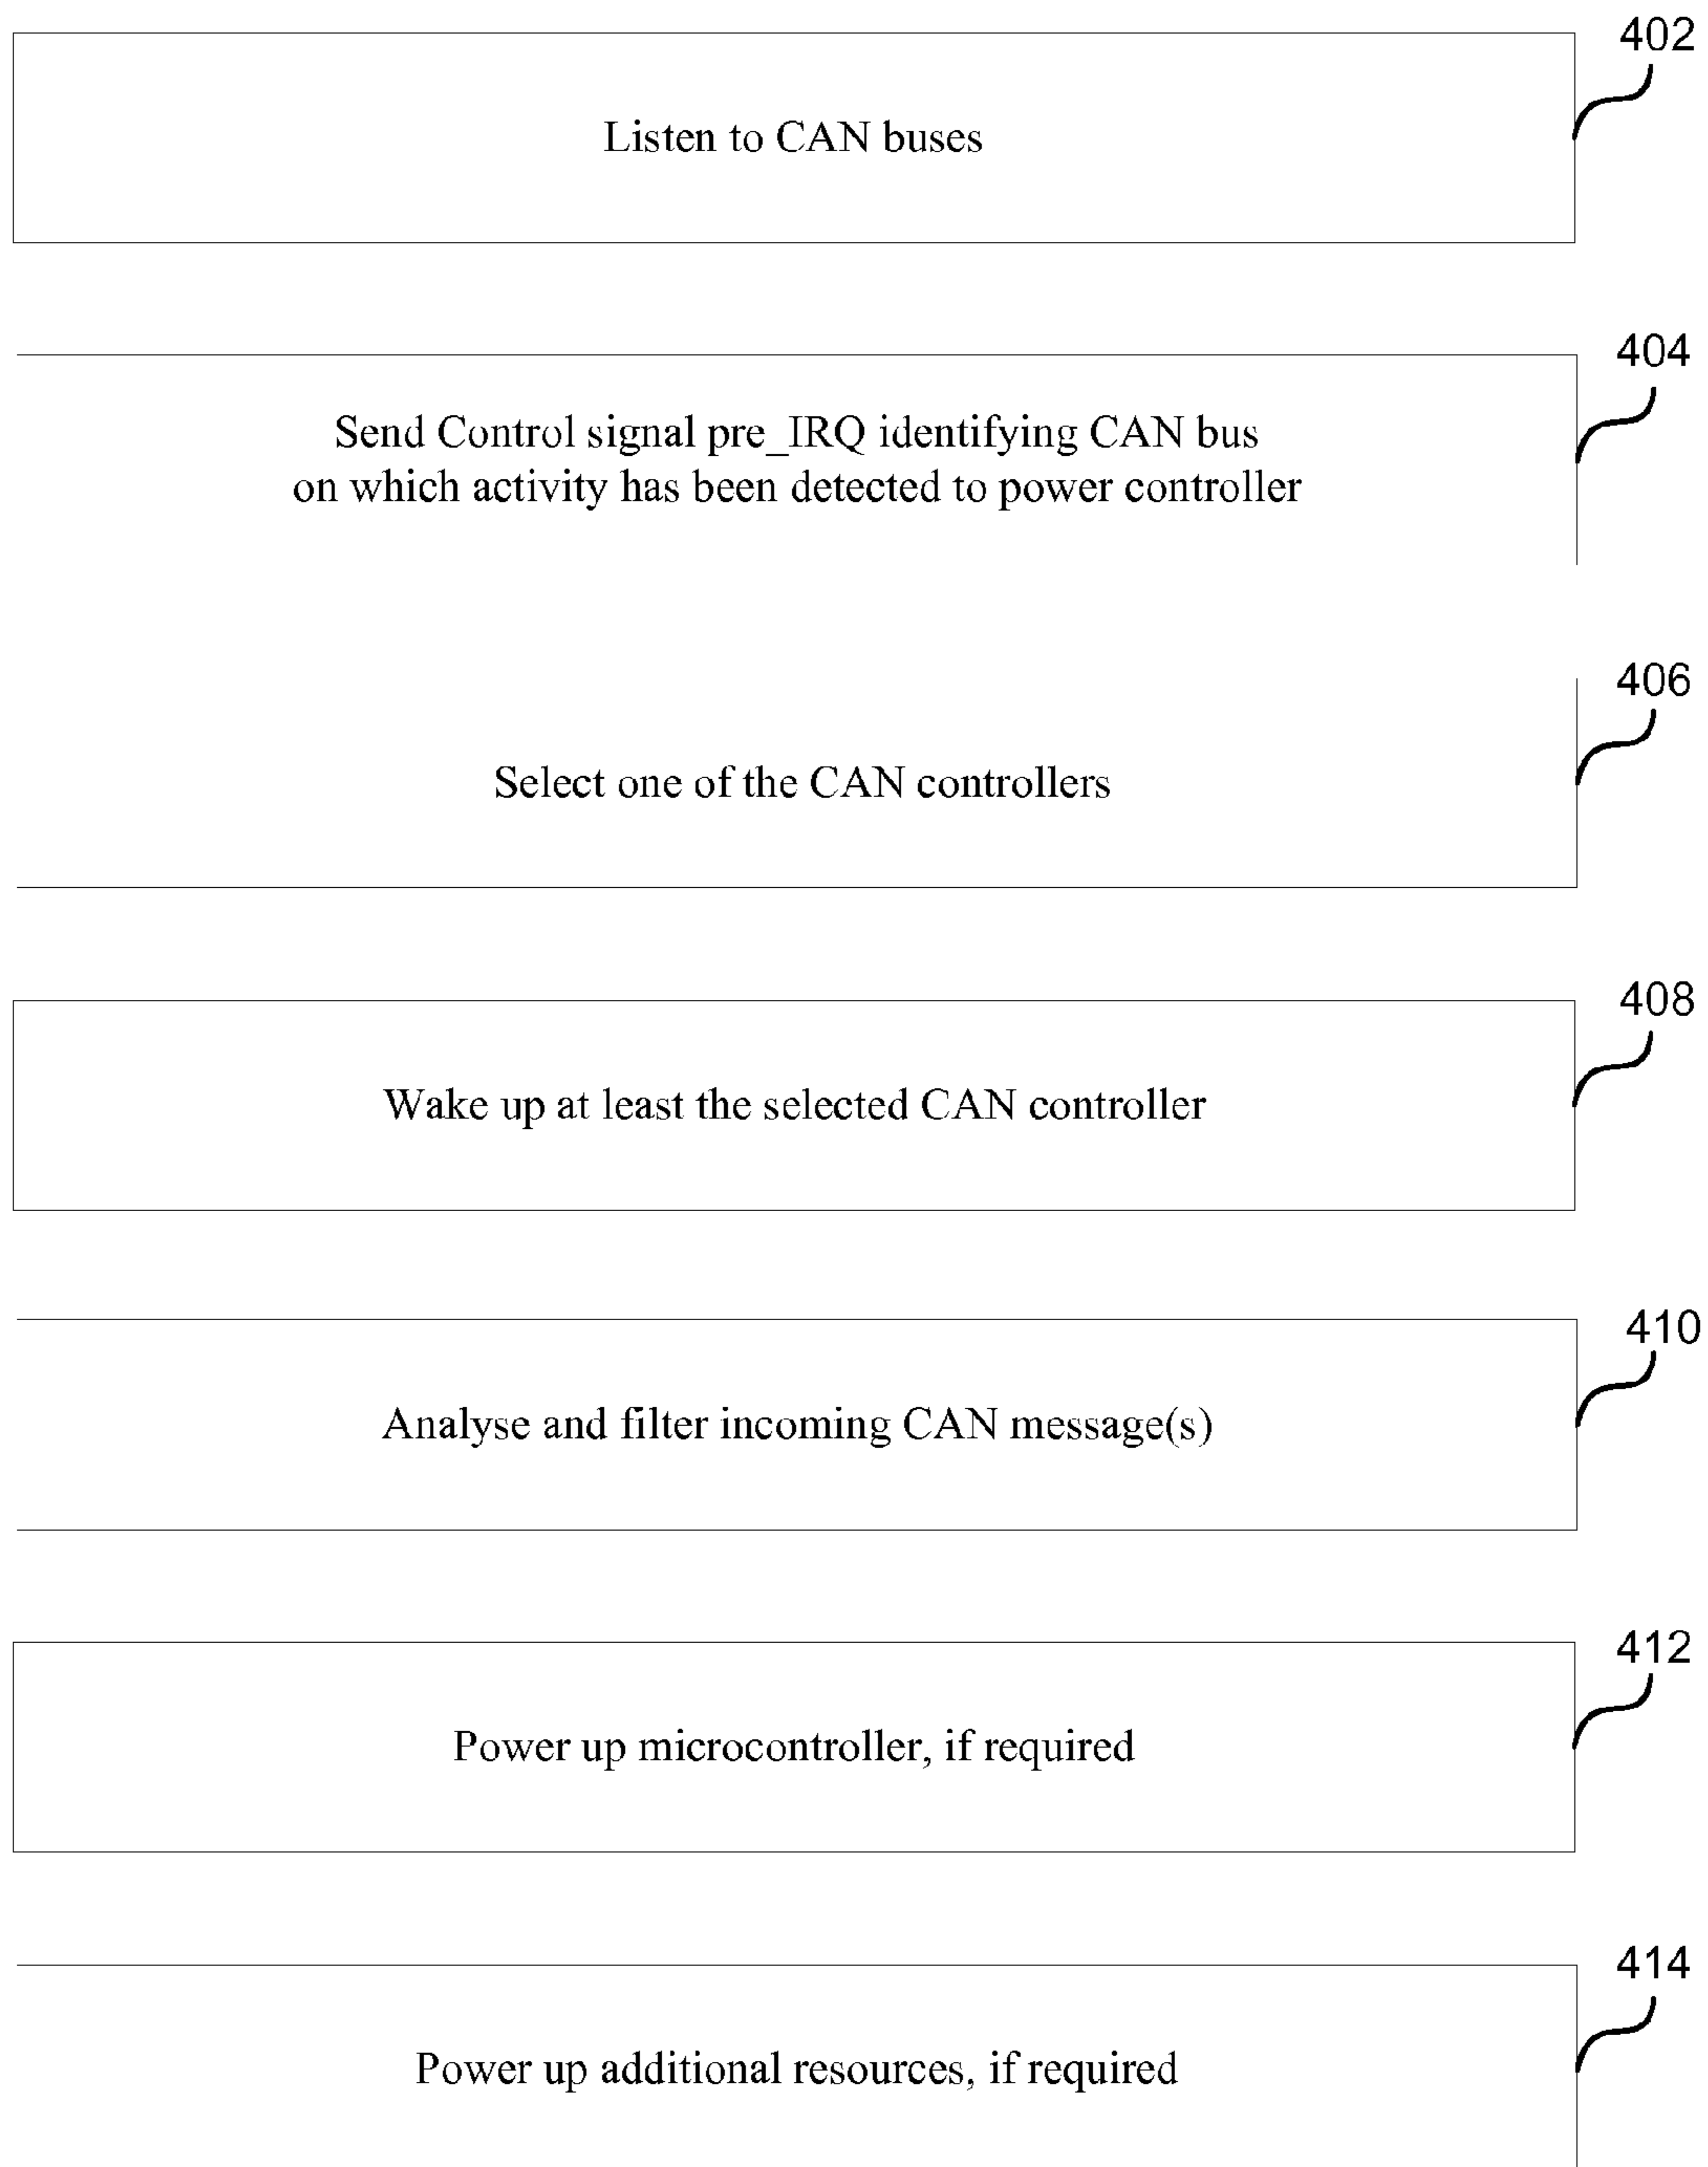 402
Listen to CAN buses
404
Send Control signal pre_IRQ identifying CAN bus
on which activity has been detected to power controller
406
Select one of the CAN controllers
408
Wake up at least the selected CAN controller
410
Analyse and filter incoming CAN message(s)
412
Power up microcontroller, if required
414
Power up additional resources, if required